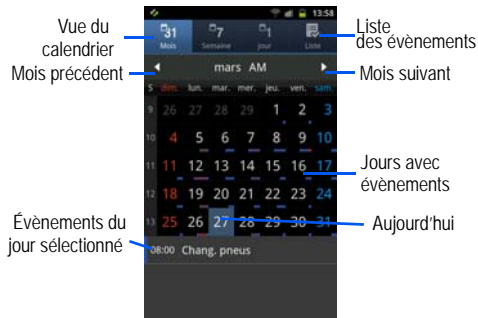 Vue du calendrier
Liste des évènements
13:58
31 7 1
Mois Semaine Jour Liste
Mois précédent
mars AM
Mois suivant
S dim. lun. mar. mer. jeu. ven. sam.
9 26 27 28 29 1 2 3
10 4 5 6 7 8 9 10
11 11 12 13 14 15 16 17
12 18 19 20 21 22 23 24
13 25 26 27 28 29 30 31
Jours avec évènements
Aujourd'hui
Évènements du jour sélectionné
08:00 Chang. pneus